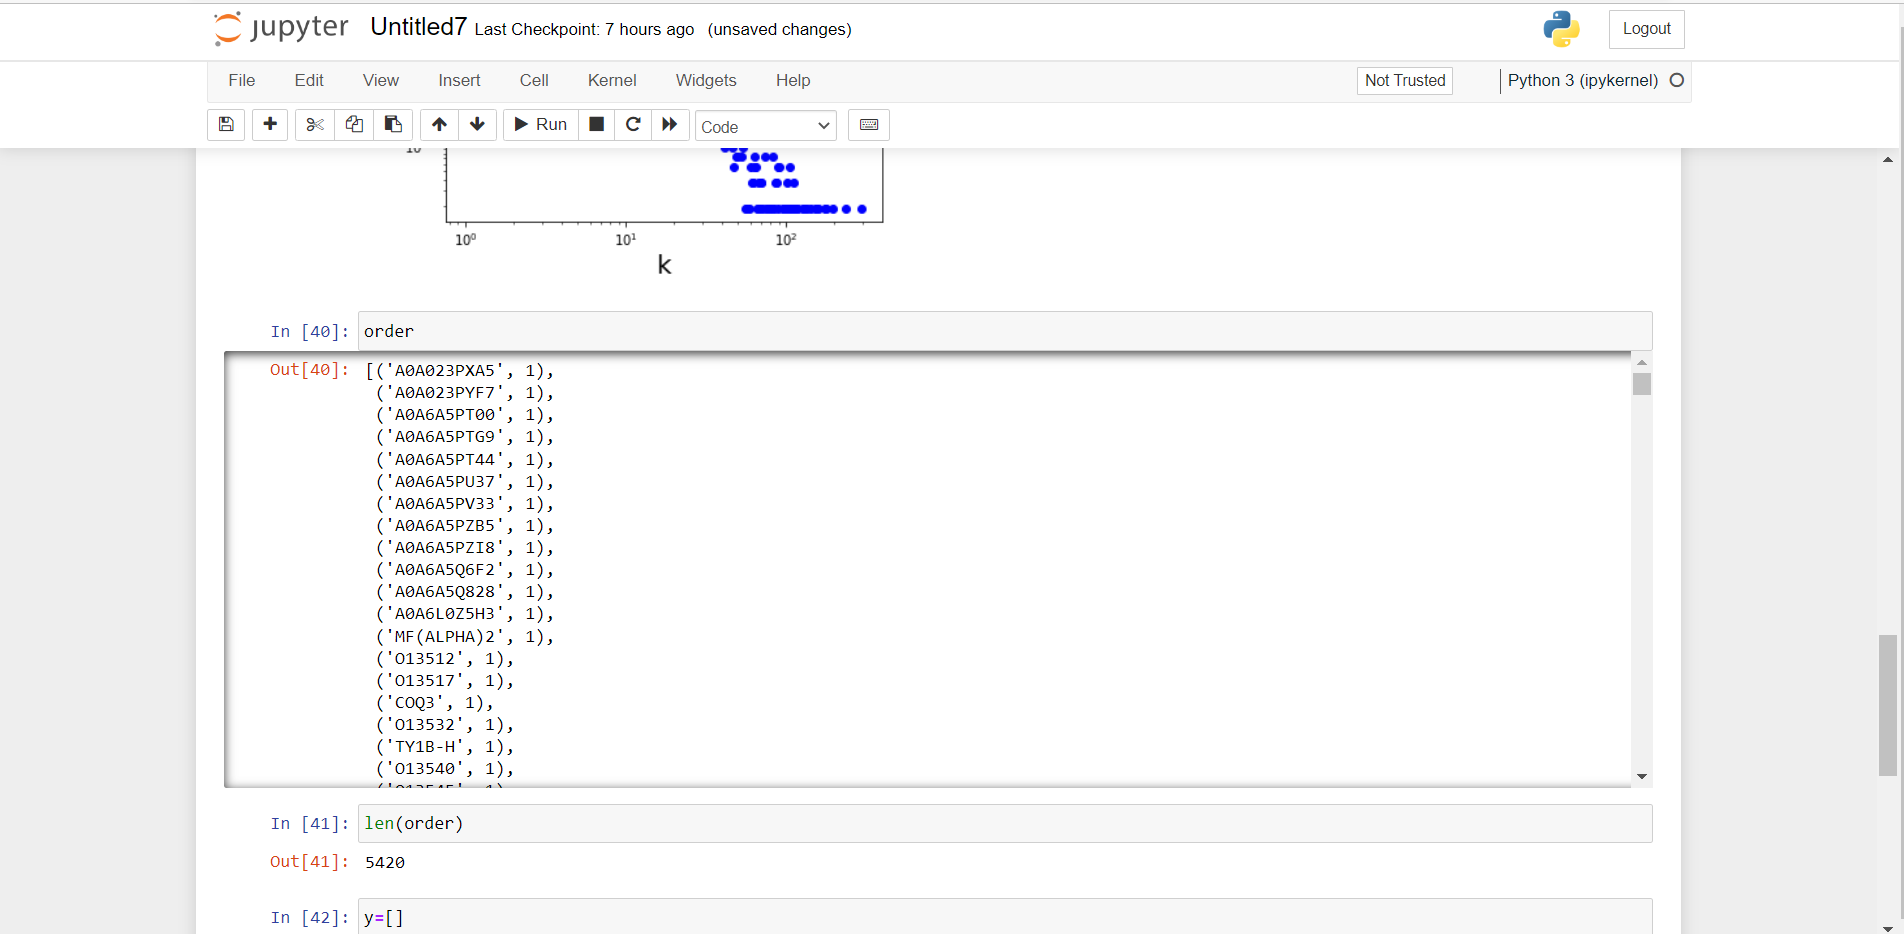 jupyter Untitled7 Last Checkpoint: 7 hours ago (unsaved changes) Logout
File Edit View Insert Cell Kernel Widgets Help Not Trusted Python 3 (ipykernel)
Run Code
10
10⁰ 10¹ 10²
k
In [40]: order
Out[40]: [('A0A023PXA5', 1),
('A0A023PYF7', 1),
('A0A6A5PT00', 1),
('A0A6A5PTG9', 1),
('A0A6A5PT44', 1),
('A0A6A5PU37', 1),
('A0A6A5PV33', 1),
('A0A6A5PZB5', 1),
('A0A6A5PZI8', 1),
('A0A6A5Q6F2', 1),
('A0A6A5Q828', 1),
('A0A6L0Z5H3', 1),
('MF(ALPHA)2', 1),
('O13512', 1),
('O13517', 1),
('COQ3', 1),
('O13532', 1),
('TY1B-H', 1),
('O13540', 1),
In [41]: len(order)
Out[41]: 5420
In [42]: y=[]